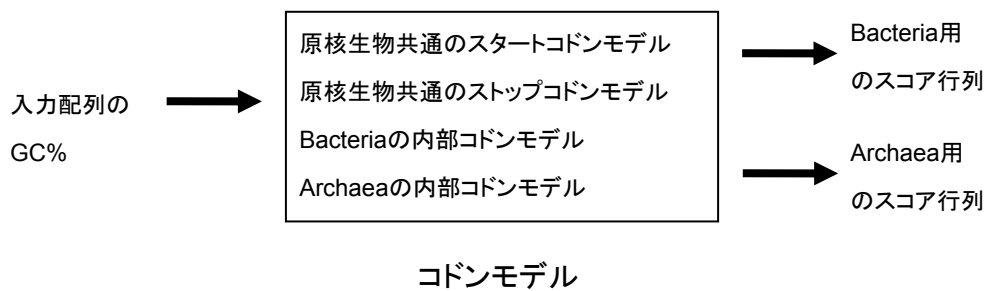 入力配列の
GC%
原核生物共通のスタートコドンモデル
原核生物共通のストップコドンモデル
Bacteriaの内部コドンモデル
Archaeaの内部コドンモデル
Bacteria用
のスコア行列
Archaea用
のスコア行列
コドンモデル